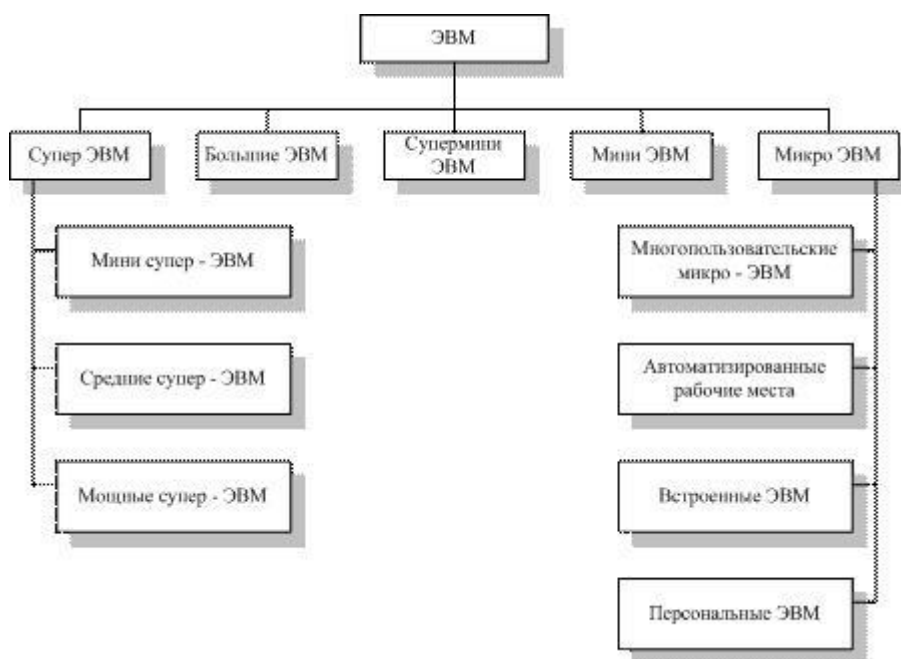 ЭВМ
Супер ЭВМ
Большие ЭВМ
Супермини
ЭВМ
Мини ЭВМ
Микро ЭВМ
Мини супер - ЭВМ
Средние супер - ЭВМ
Мощные супер - ЭВМ
Многопользовательские
микро - ЭВМ
Автоматизированные
рабочие места
Встроенные ЭВМ
Персональные ЭВМ